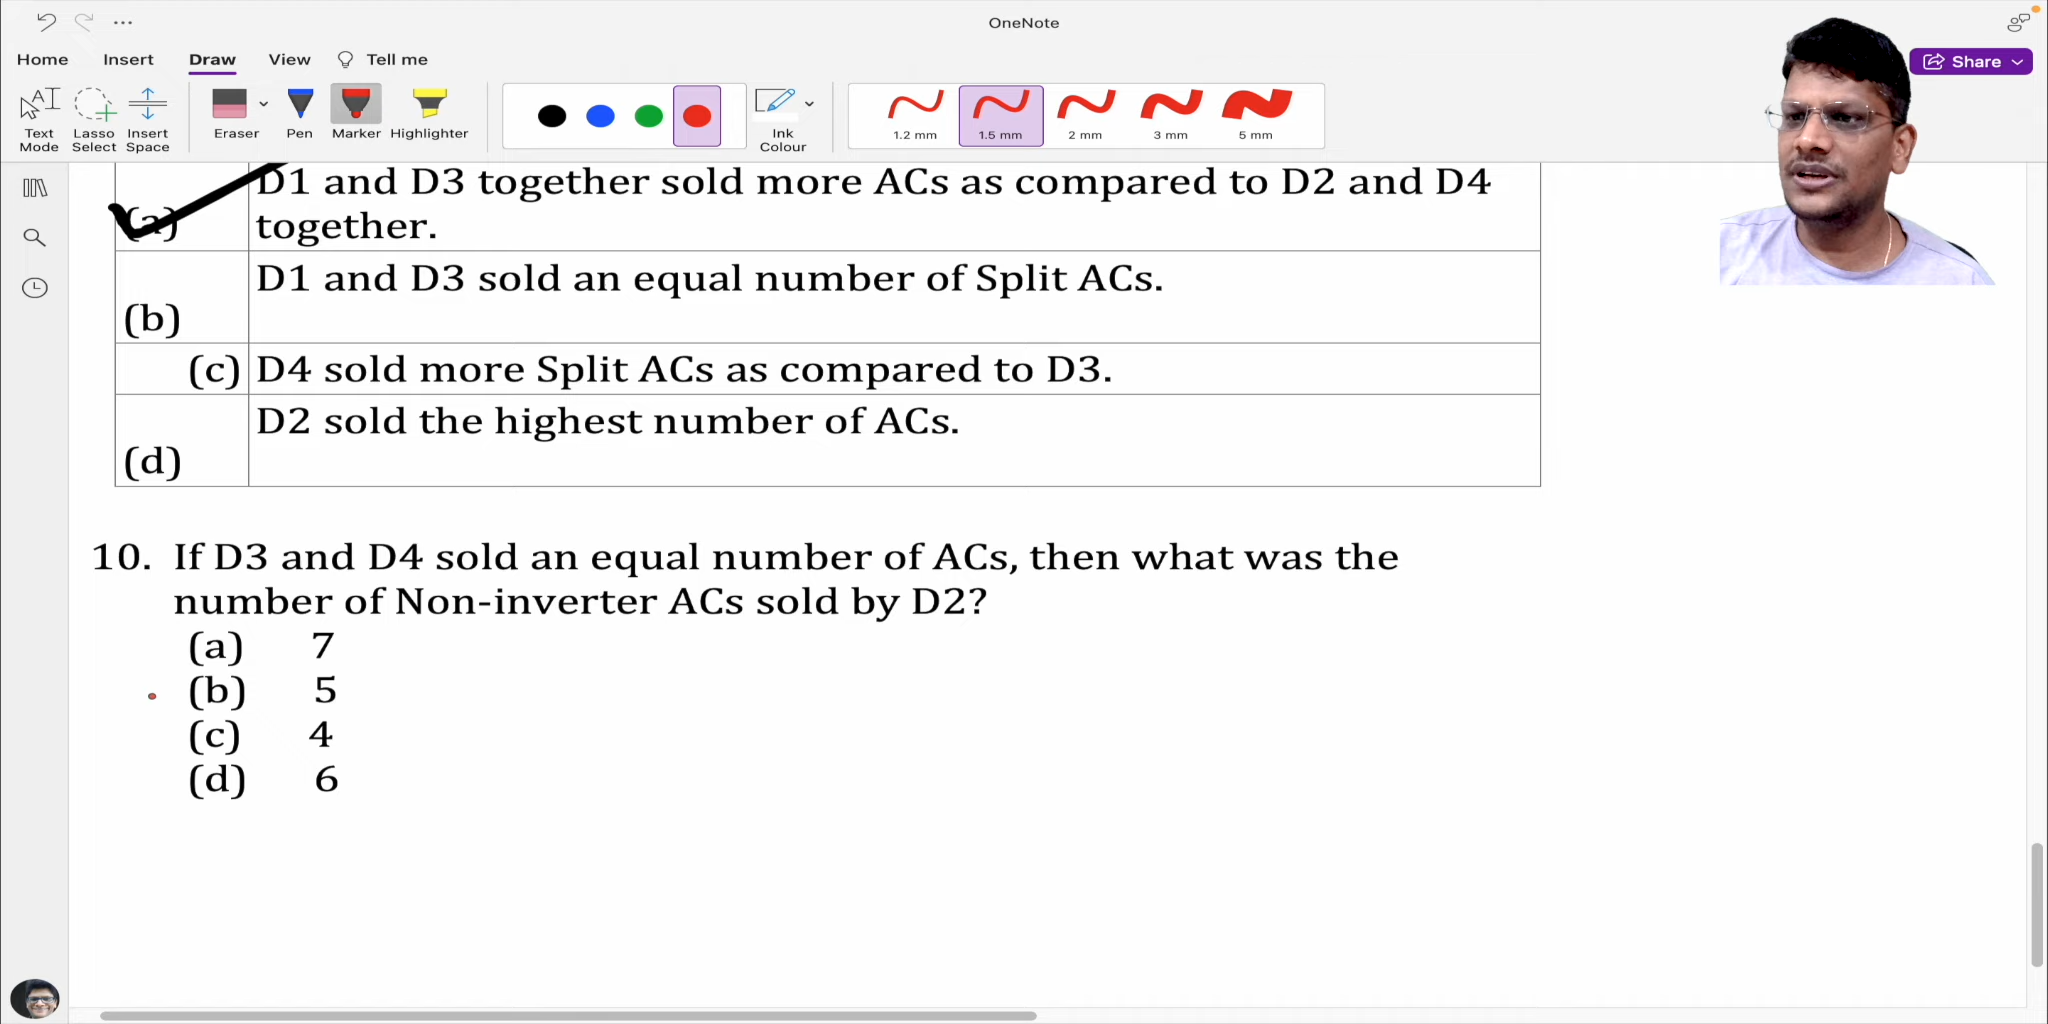 OneNote
Home Insert Draw View Tell me
Share
Text Mode
Lasso Select
Insert Space
Eraser
Pen
Marker
Highlighter
Ink Colour
1.2 mm
1.5 mm
2 mm
3 mm
5 mm
(a) D1 and D3 together sold more ACs as compared to D2 and D4
together.
(b) D1 and D3 sold an equal number of Split ACs.
(c) D4 sold more Split ACs as compared to D3.
(d) D2 sold the highest number of ACs.
10. If D3 and D4 sold an equal number of ACs, then what was the
number of Non-inverter ACs sold by D2?
(a) 7
(b) 5
(c) 4
(d) 6